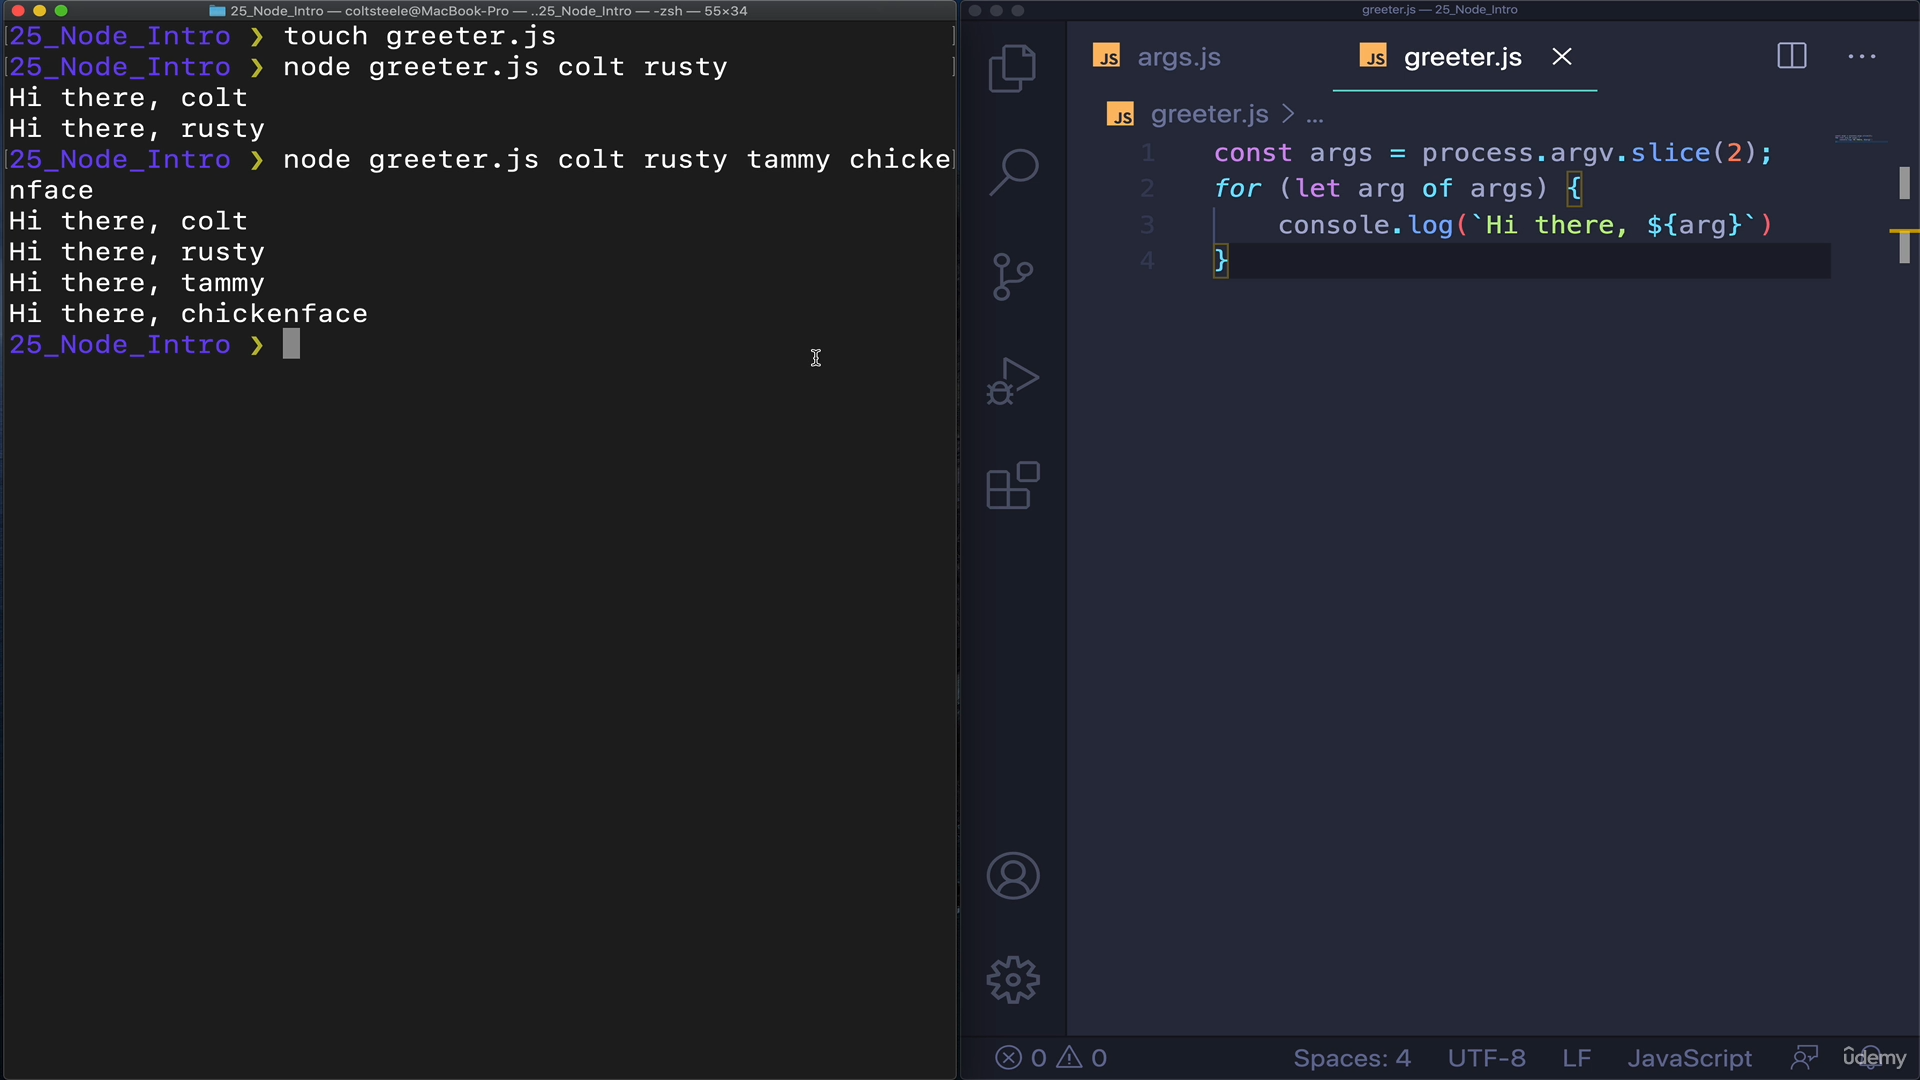 25_Node_Intro — coltsteele@MacBook-Pro — ..25_Node_Intro — -zsh — 55×34
25_Node_Intro ❯ touch greeter.js
25_Node_Intro ❯ node greeter.js colt rusty
Hi there, colt
Hi there, rusty
25_Node_Intro ❯ node greeter.js colt rusty tammy chicke
nface
Hi there, colt
Hi there, rusty
Hi there, tammy
Hi there, chickenface
25_Node_Intro ❯
greeter.js — 25_Node_Intro
JS args.js JS greeter.js
JS greeter.js > ...
1 const args = process.argv.slice(2);
2 for (let arg of args) {
3 console.log(`Hi there, ${arg}`)
4 }
0 0 Spaces: 4 UTF-8 LF JavaScript
ûdemy